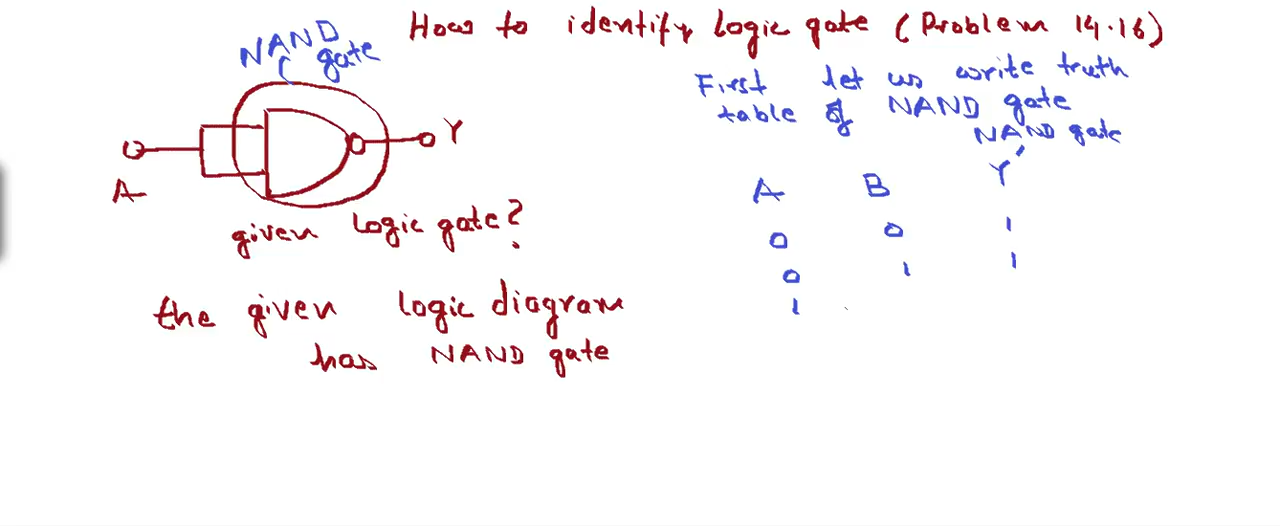 How to identify Logic gate (Problem 14.16)
NAND gate
A
Y
given Logic gate?
the given Logic diagram
has NAND gate
First let us write truth
table of NAND gate
NAND gate
A B Y
0 0 1
0 1 1
1